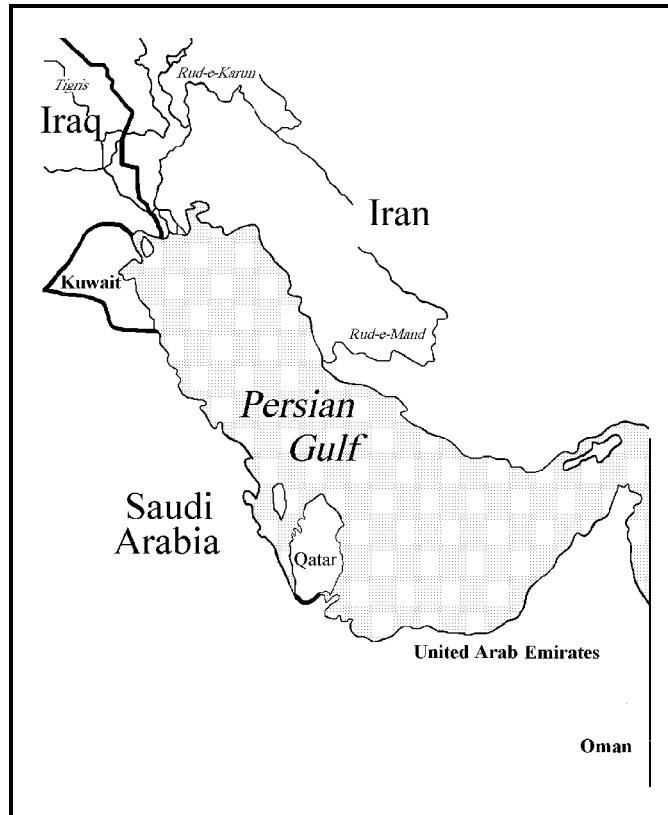 Rud-e-Karun
Tigris
Iraq
Iran
Kuwait
Rud-e-Mand
Persian
Gulf
Saudi
Arabia
Qatar
United Arab Emirates
Oman